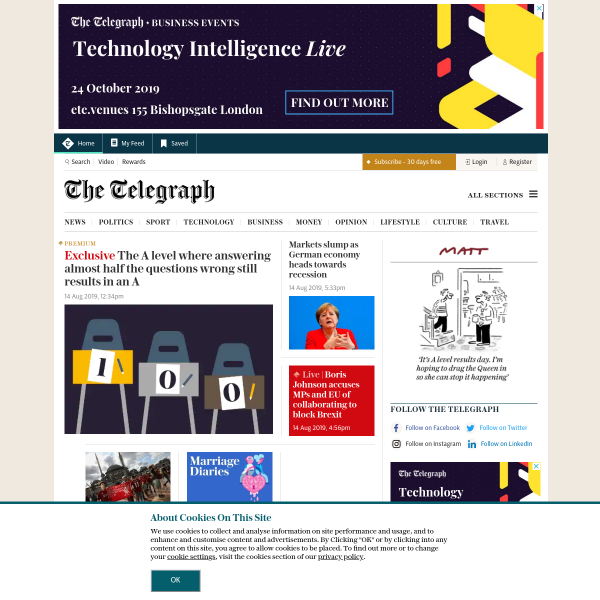 The Telegraph • BUSINESS EVENTS
Technology Intelligence Live
24 October 2019
etc.venues 155 Bishopsgate London
FIND OUT MORE
Home
My Feed
Saved
Search
Video
Rewards
Subscribe - 30 days free
Login
Register
The Telegraph
ALL SECTIONS
NEWS
POLITICS
SPORT
TECHNOLOGY
BUSINESS
MONEY
OPINION
LIFESTYLE
CULTURE
TRAVEL
PREMIUM
Exclusive The A level where answering
almost half the questions wrong still
results in an A
14 Aug 2019, 12:34pm
1
0
0
Markets slump as
German economy
heads towards
recession
14 Aug 2019, 5:33pm
Live | Boris
Johnson accuses
MPs and EU of
collaborating to
block Brexit
14 Aug 2019, 4:56pm
MATT
'It's A level results day. I'm
hoping to drag the Queen in
so she can stop it happening'
FOLLOW THE TELEGRAPH
Follow on Facebook
Follow on Twitter
Follow on Instagram
Follow on LinkedIn
Marriage
Diaries
The Telegraph
Technology
About Cookies On This Site
We use cookies to collect and analyse information on site performance and usage, and to
enhance and customise content and advertisements. By Clicking "OK" or by clicking into any
content on this site, you agree to allow cookies to be placed. To find out more or to change
your cookie settings, visit the cookies section of our privacy policy.
OK